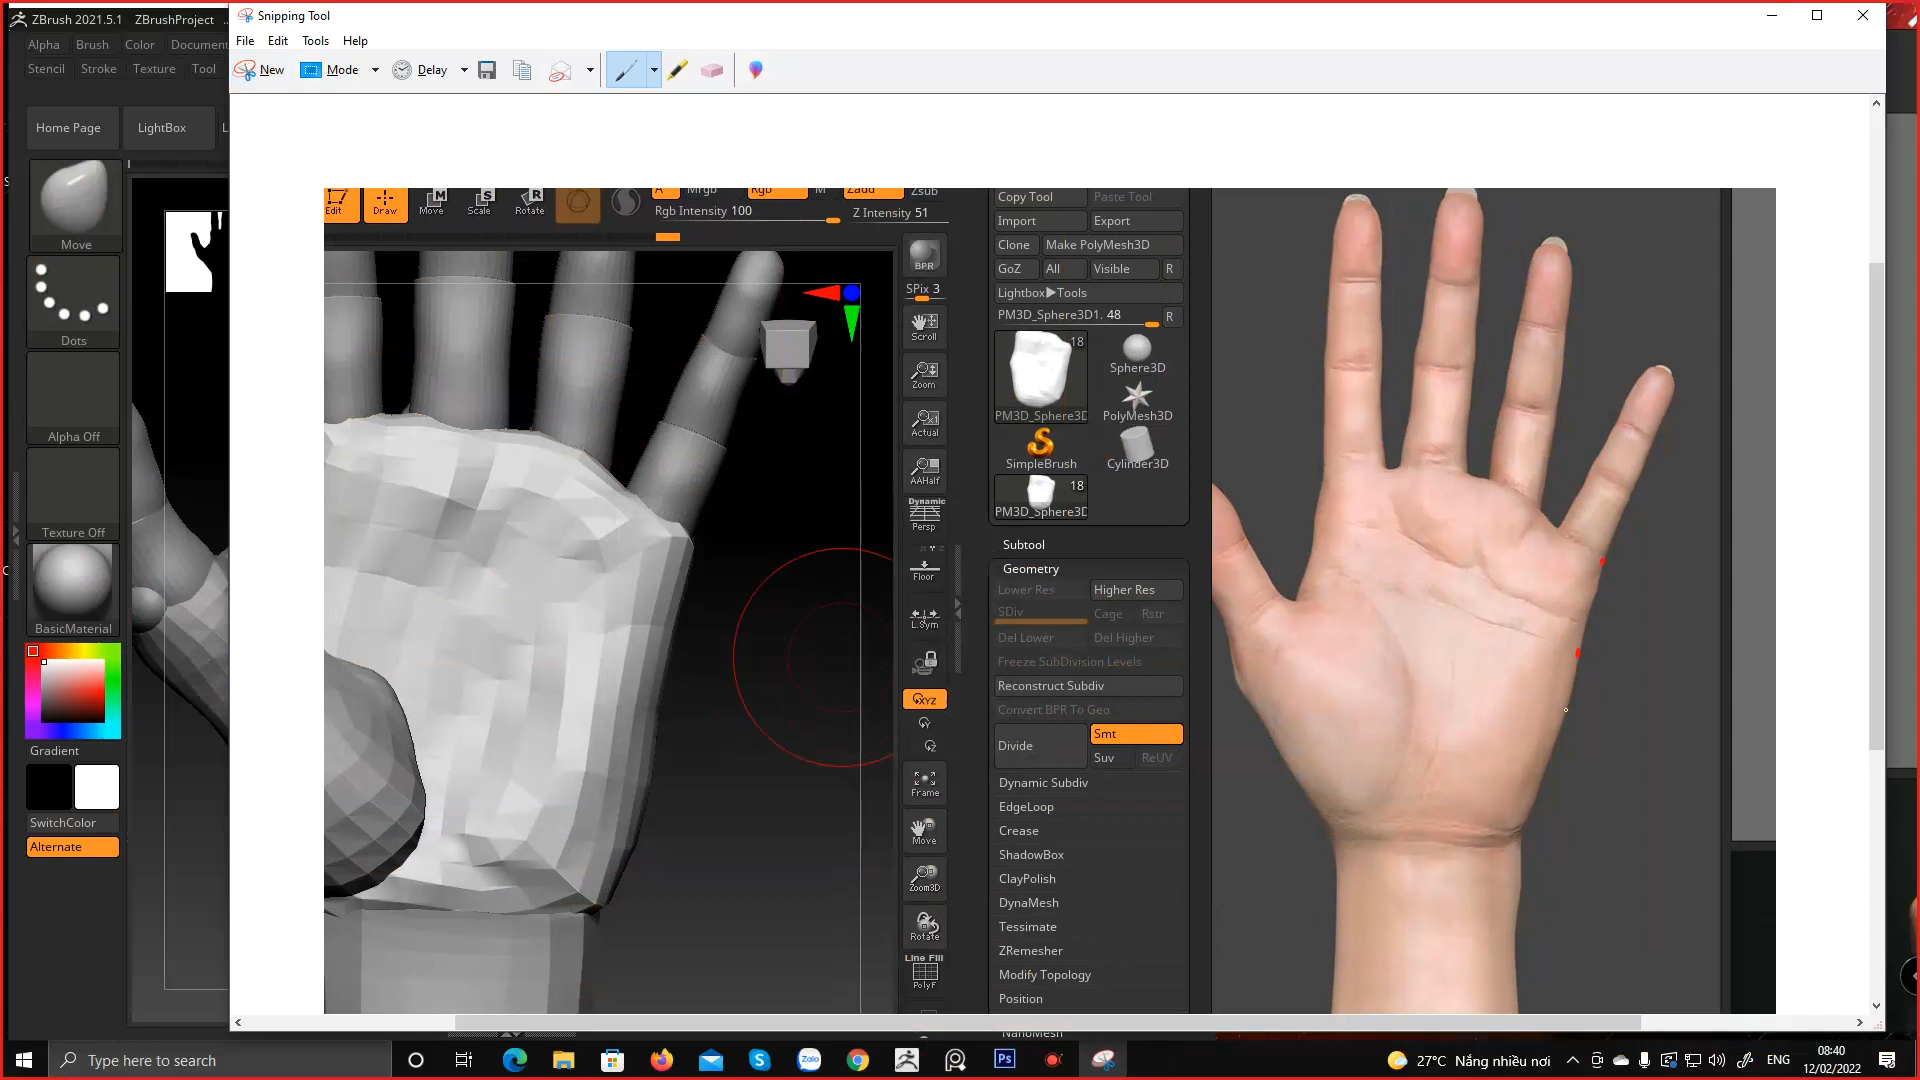 ZBrush 2021.5.1 ZBrushProject
Snipping Tool
Alpha Brush Color Document
File Edit Tools Help
Stencil Stroke Texture Tool
New Mode Delay
Home Page LightBox
Edit Draw Move Scale Rotate
M S R
A Mrgb Rgb M Zadd Zsub
Rgb Intensity 100 Z Intensity 51
Copy Tool Paste Tool
Import Export
Clone Make PolyMesh3D
GoZ All Visible R
Lightbox▶Tools
PM3D_Sphere3D1. 48 R
18
Sphere3D
PM3D_Sphere3D PolyMesh3D
SimpleBrush Cylinder3D
18
PM3D_Sphere3D
Subtool
Geometry
Lower Res Higher Res
SDiv Cage Rstr
Del Lower Del Higher
Freeze SubDivision Levels
Reconstruct Subdiv
Convert BPR To Geo
Divide Smt
Suv ReUV
Dynamic Subdiv
EdgeLoop
Crease
ShadowBox
ClayPolish
DynaMesh
Tessimate
ZRemesher
Modify Topology
Position
NanoMesh
BPR
SPix 3
Scroll
Zoom
Actual
AAHalf
Dynamic
Persp
Floor
L.Sym
XYZ
Y
Z
Frame
Move
Zoom3D
Rotate
Line Fill
PolyF
Move
Dots
Alpha Off
Texture Off
BasicMaterial
Gradient
SwitchColor
Alternate
Type here to search
Zalo
Ps
27°C Nắng nhiều nơi
ENG
08:40
12/02/2022